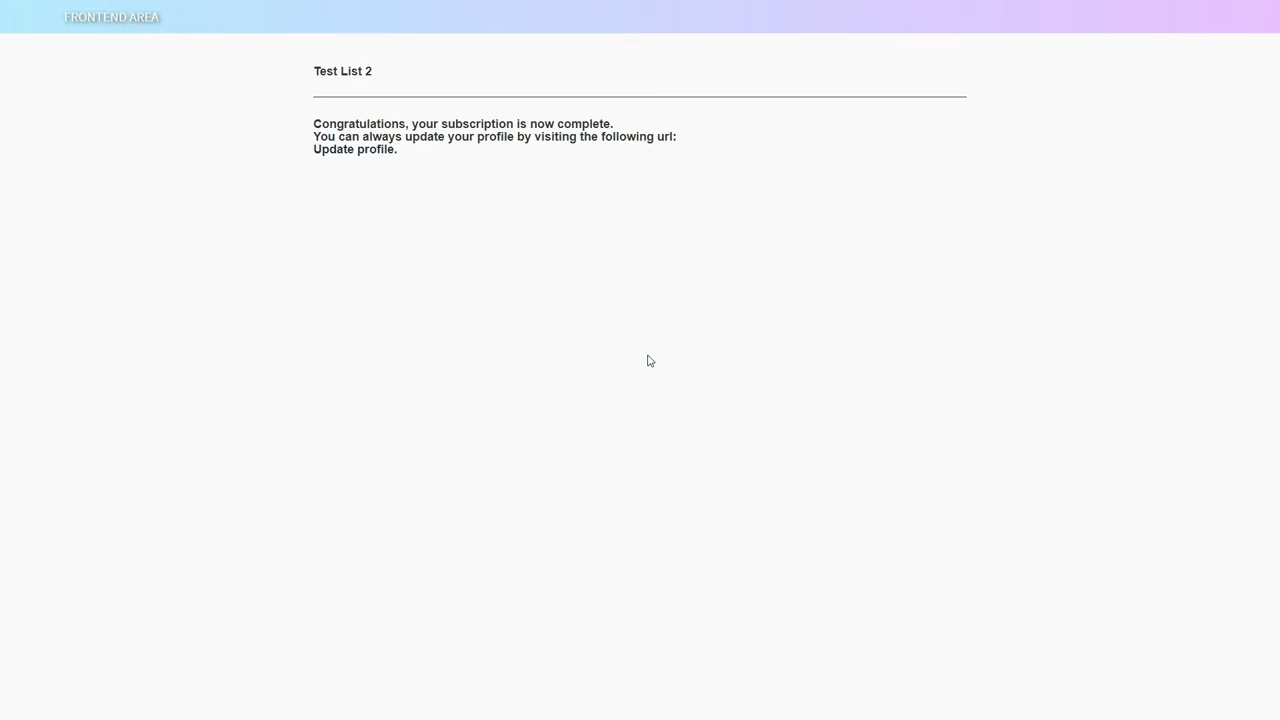 FRONTEND AREA
Test List 2
Congratulations, your subscription is now complete.
You can always update your profile by visiting the following url:
Update profile.